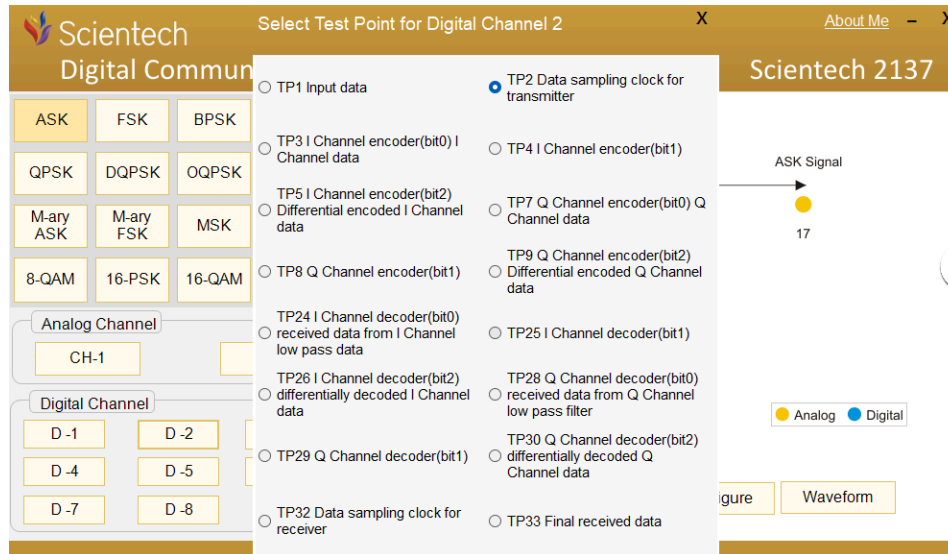 Scientech
Select Test Point for Digital Channel 2
X
About Me
Digital Commun
Scientech 2137
TP1 Input data
TP2 Data sampling clock for
transmitter
TP3 I Channel encoder(bit0) I
Channel data
TP4 I Channel encoder(bit1)
TP5 I Channel encoder(bit2)
Differential encoded I Channel
data
TP7 Q Channel encoder(bit0) Q
Channel data
TP8 Q Channel encoder(bit1)
TP9 Q Channel encoder(bit2)
Differential encoded Q Channel
data
TP24 I Channel decoder(bit0)
received data from I Channel
low pass data
TP25 I Channel decoder(bit1)
TP26 I Channel decoder(bit2)
differentially decoded I Channel
data
TP28 Q Channel decoder(bit0)
received data from Q Channel
low pass filter
TP29 Q Channel decoder(bit1)
TP30 Q Channel decoder(bit2)
differentially decoded Q
Channel data
TP32 Data sampling clock for
receiver
TP33 Final received data
ASK FSK BPSK
QPSK DQPSK OQPSK
M-ary ASK M-ary FSK MSK
8-QAM 16-PSK 16-QAM
Analog Channel
CH-1
Digital Channel
D -1 D -2
D -4 D -5
D -7 D -8
ASK Signal
17
Analog Digital
igure Waveform